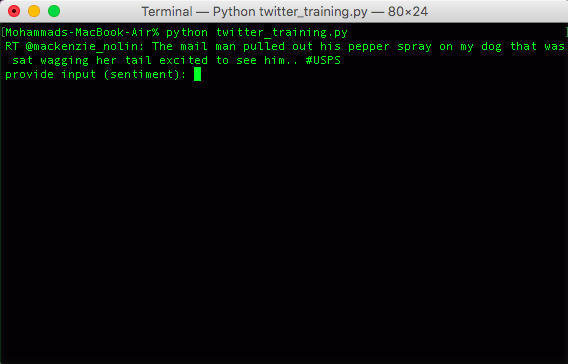 Terminal — Python twitter_training.py — 80×24
[Mohammads-MacBook-Air% python twitter_training.py ]
RT @mackenzie_nolin: The mail man pulled out his pepper spray on my dog that was
sat wagging her tail excited to see him.. #USPS
provide input (sentiment):